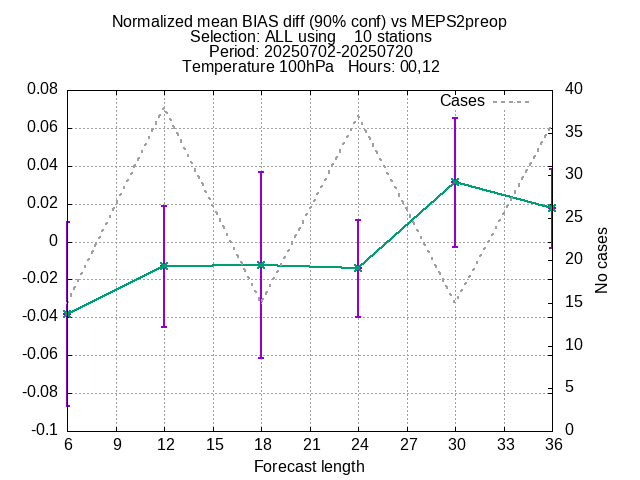 Normalized mean BIAS diff (90% conf) vs MEPS2preop
Selection: ALL using    10 stations
Period: 20250702-20250720
Temperature 100hPa   Hours: 00,12
Cases
0.08
0.06
0.04
0.02
0
-0.02
-0.04
-0.06
-0.08
-0.1
40
35
30
25
20
15
10
5
0
No cases
6 9 12 15 18 21 24 27 30 33 36
Forecast length